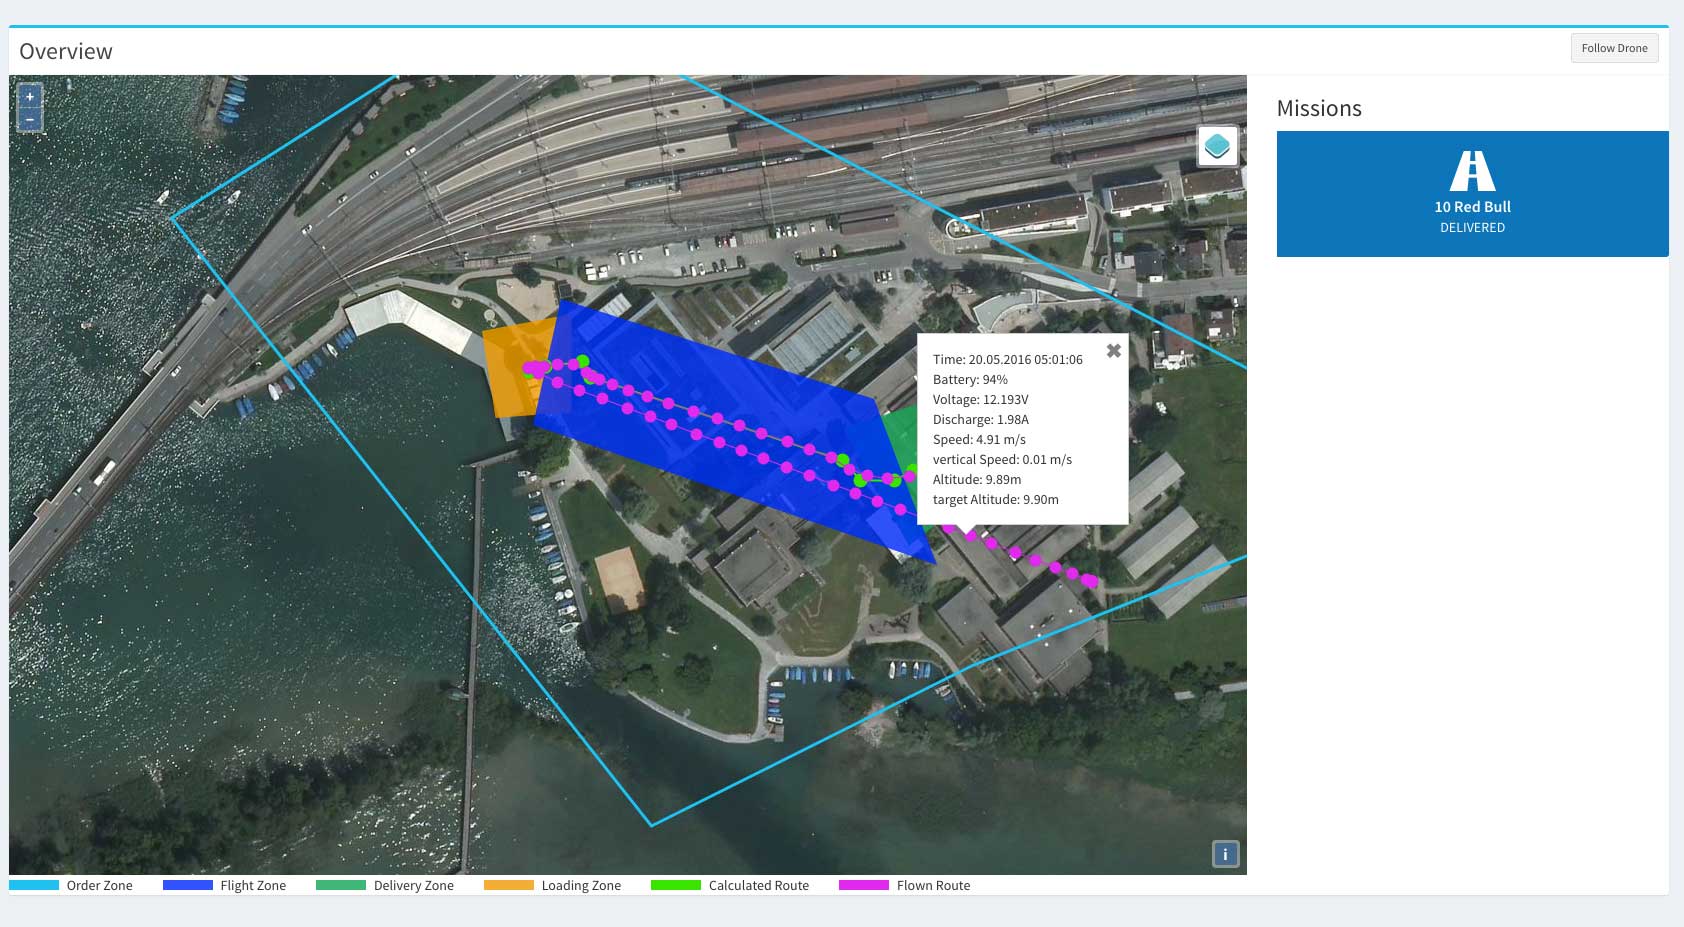 Overview
Follow Drone
+
−
Missions
10 Red Bull
DELIVERED
Time: 20.05.2016 05:01:06
Battery: 94%
Voltage: 12.193V
Discharge: 1.98A
Speed: 4.91 m/s
vertical Speed: 0.01 m/s
Altitude: 9.89m
target Altitude: 9.90m
i
Order Zone
Flight Zone
Delivery Zone
Loading Zone
Calculated Route
Flown Route